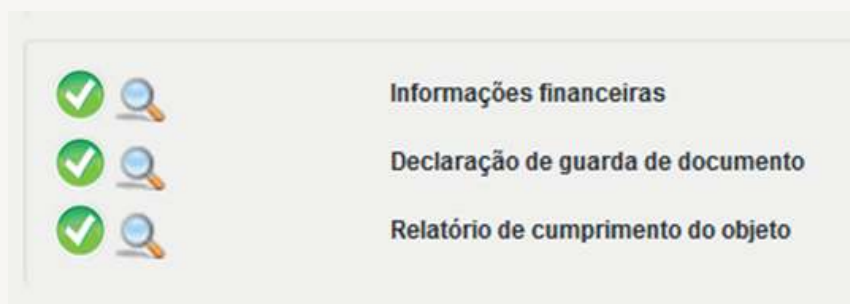 Informações financeiras
Declaração de guarda de documento
Relatório de cumprimento do objeto